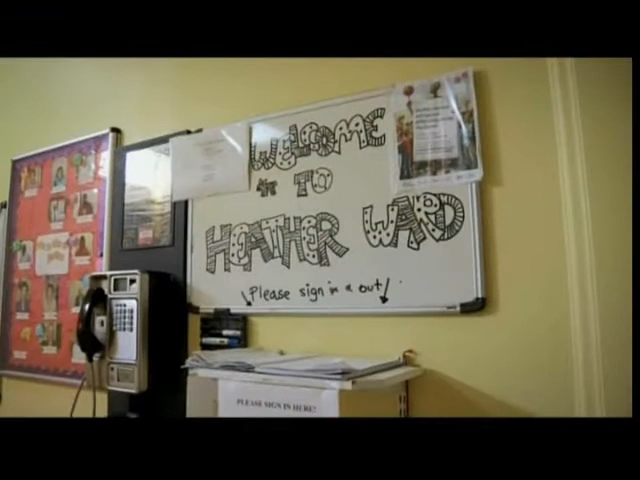 WELCOME
TO
HEATHER WARD
Please sign in & out
PLEASE SIGN IN HERE!